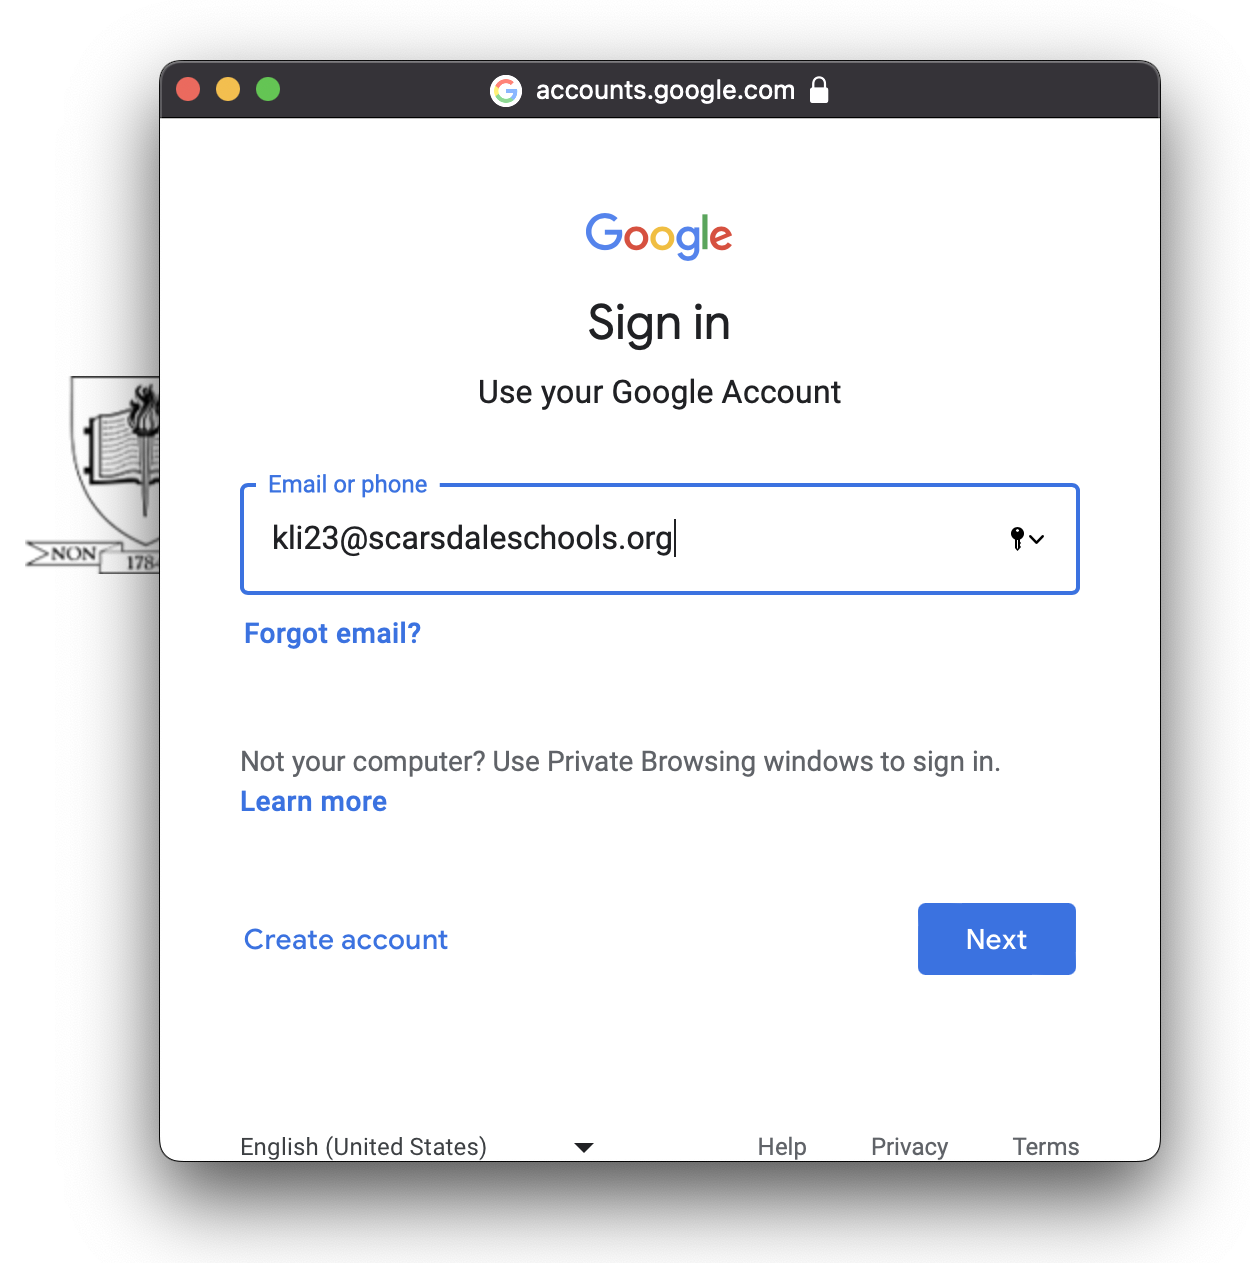 accounts.google.com
Google
Sign in
Use your Google Account
Email or phone
kli23@scarsdaleschools.org
NON
178
Forgot email?
Not your computer? Use Private Browsing windows to sign in.
Learn more
Create account
Next
English (United States)
Help
Privacy
Terms